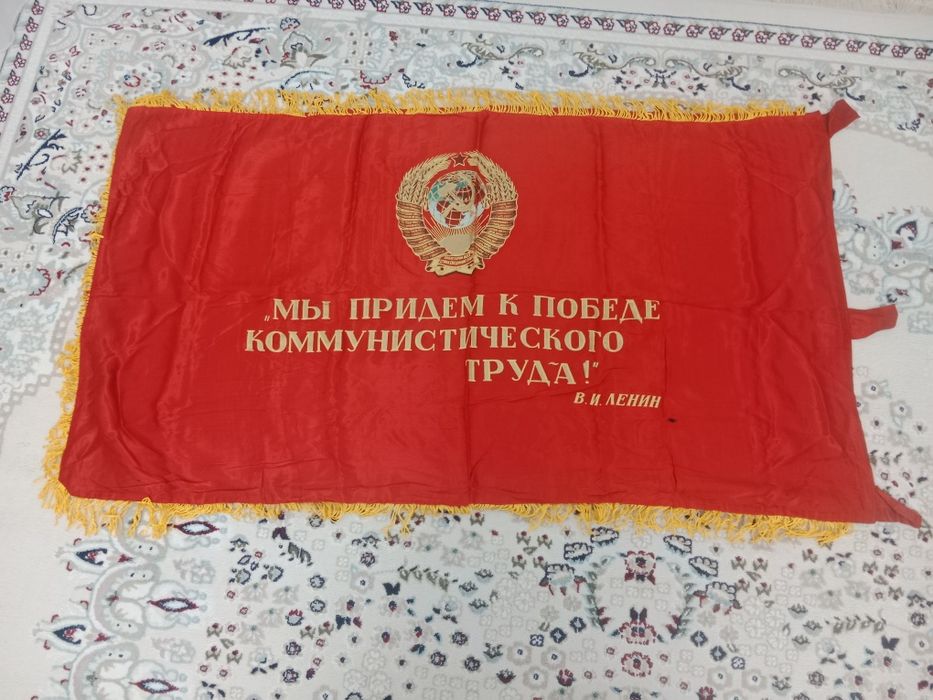 „МЫ ПРИДЕМ К ПОБЕДЕ
КОММУНИСТИЧЕСКОГО
ТРУДА!"
В. И. ЛЕНИН